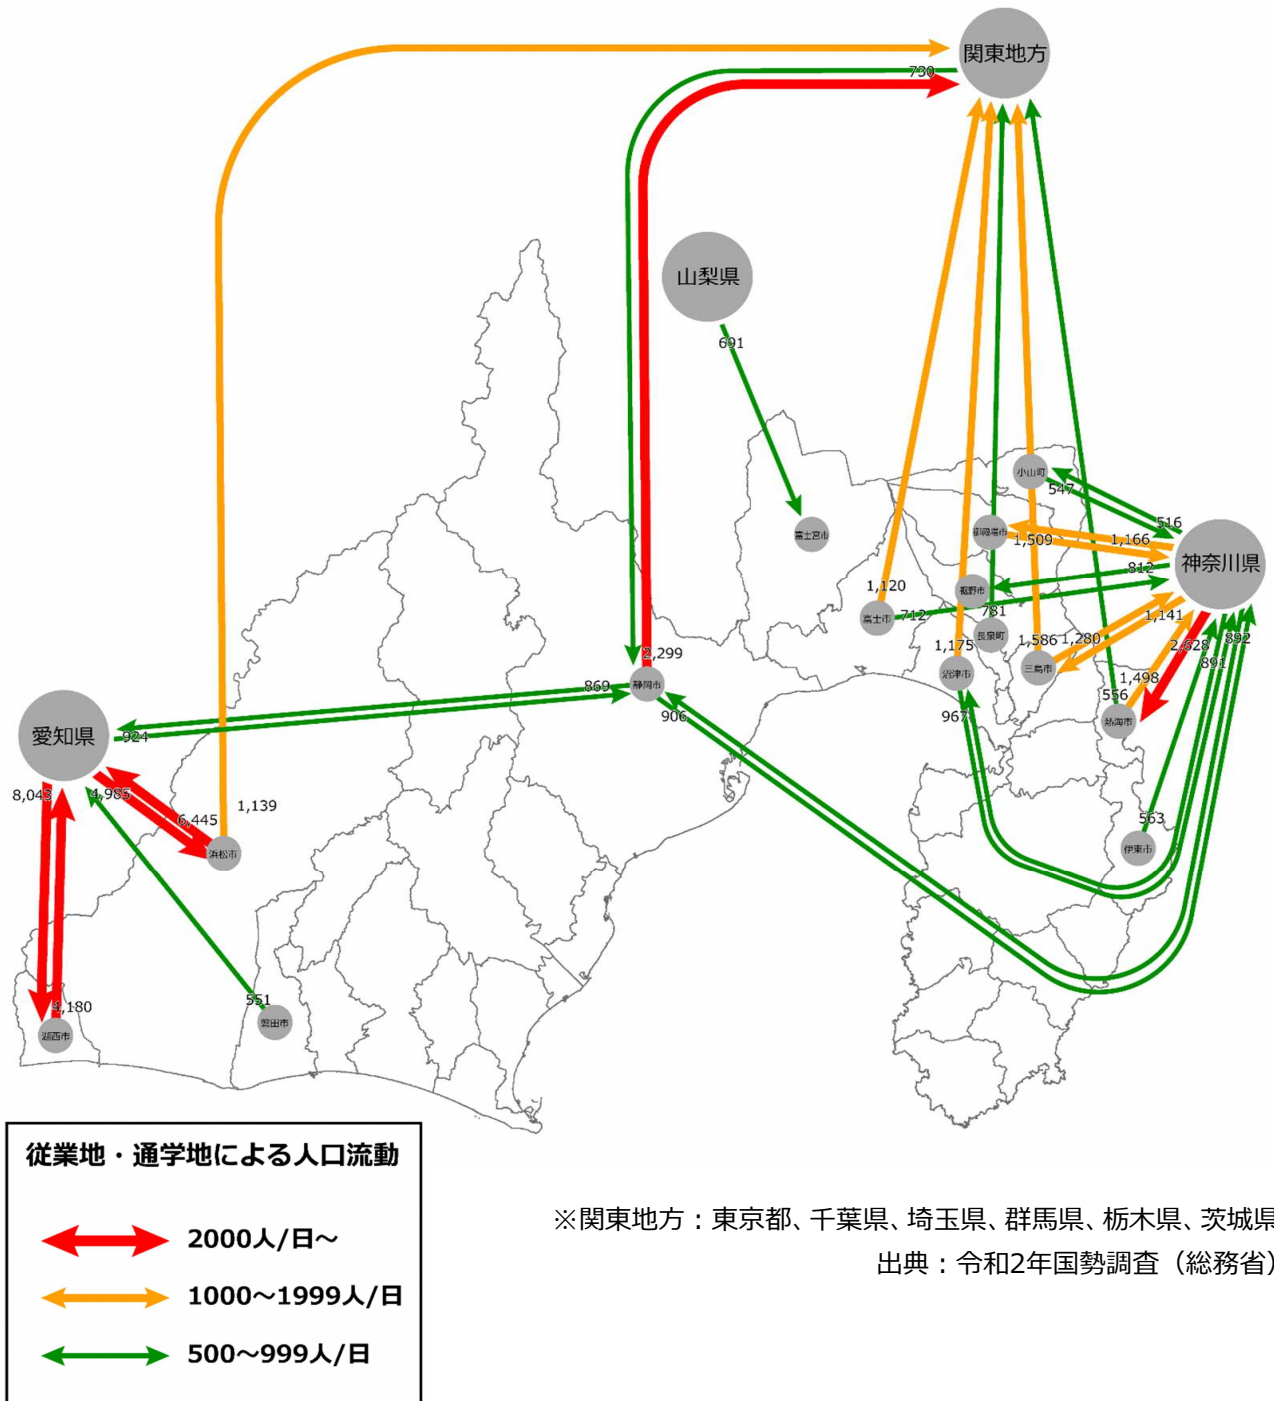 関東地方
730
山梨県
691
小山町
547
516
富士宮市
御殿場市
1,509
1,166
神奈川県
812
裾野市
1,120
富士市
712
781
長泉町
1,141
1,175
1,586
1,280
2,628
891
892
2,299
三島市
沼津市
1,498
静岡市
869
906
967
556
熱海市
愛知県
924
8,043
4,985
6,445
1,139
浜松市
563
伊東市
551
4,180
磐田市
湖西市
従業地・通学地による人口流動
2000人/日～
1000～1999人/日
500～999人/日
※関東地方：東京都、千葉県、埼玉県、群馬県、栃木県、茨城県
出典：令和2年国勢調査（総務省）